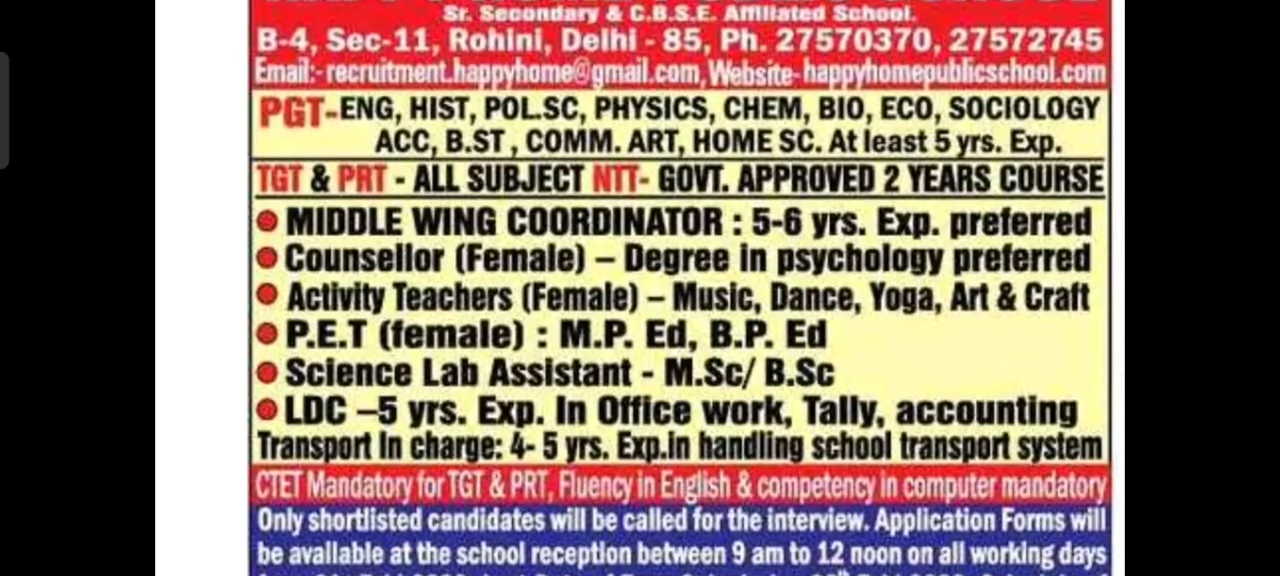 Sr. Secondary & C.B.S.E. Affiliated School.
B-4, Sec-11, Rohini, Delhi - 85, Ph. 27570370, 27572745
Email:- recruitment.happyhome@gmail.com, Website- happyhomepublicschool.com
PGT-ENG, HIST, POL.SC, PHYSICS, CHEM, BIO, ECO, SOCIOLOGY
ACC, B.ST , COMM. ART, HOME SC. At least 5 yrs. Exp.
TGT & PRT - ALL SUBJECT NTT- GOVT. APPROVED 2 YEARS COURSE
● MIDDLE WING COORDINATOR : 5-6 yrs. Exp. preferred
● Counsellor (Female) – Degree in psychology preferred
● Activity Teachers (Female) – Music, Dance, Yoga, Art & Craft
● P.E.T (female) : M.P. Ed, B.P. Ed
● Science Lab Assistant - M.Sc/ B.Sc
● LDC –5 yrs. Exp. In Office work, Tally, accounting
Transport In charge: 4- 5 yrs. Exp.in handling school transport system
CTET Mandatory for TGT & PRT, Fluency in English & competency in computer mandatory
Only shortlisted candidates will be called for the interview. Application Forms will
be available at the school reception between 9 am to 12 noon on all working days